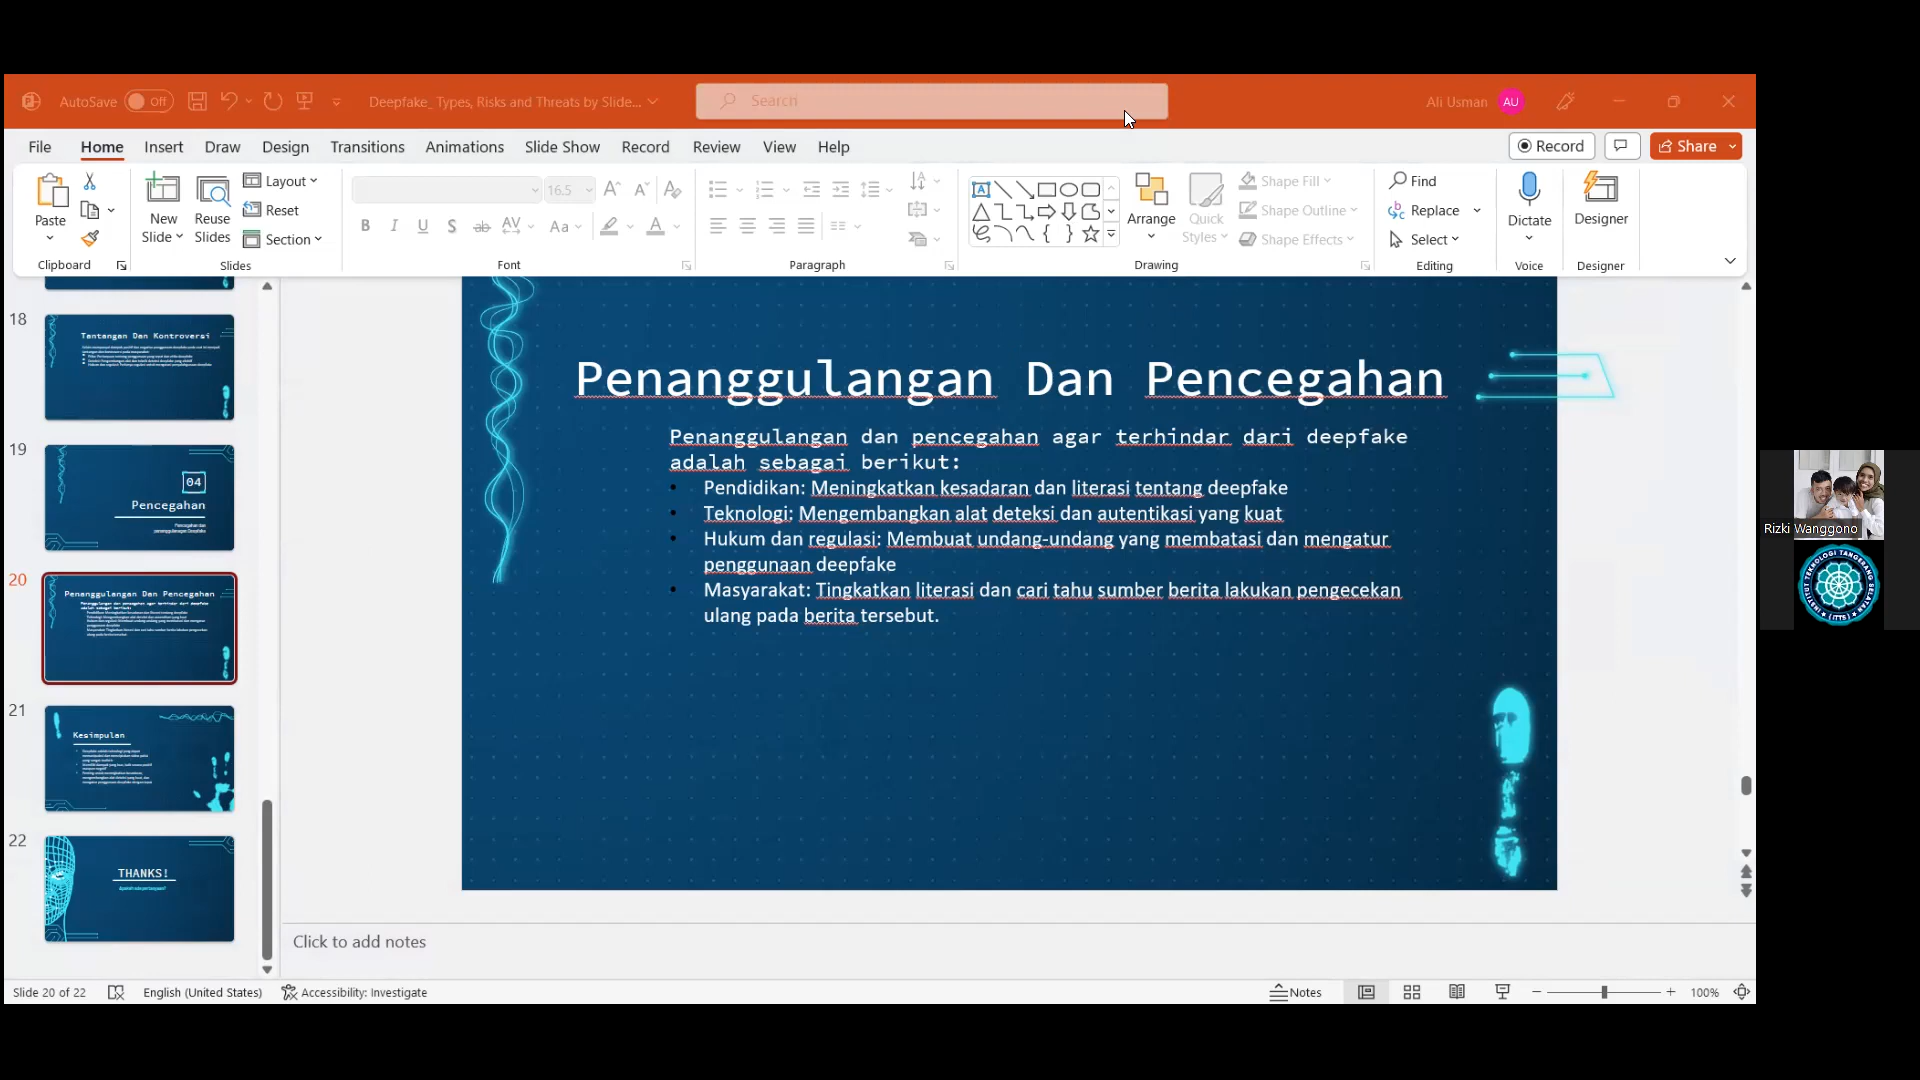 AutoSave Off Deepfake_ Types, Risks and Threats by Slide... Search Ali Usman AU
File Home Insert Draw Design Transitions Animations Slide Show Record Review View Help Record Share
Paste New Slide Reuse Slides Layout Reset Section
16.5 Aa
Arrange Quick Styles Shape Fill Shape Outline Shape Effects
Find Replace Select Dictate Designer
Clipboard Slides Font Paragraph Drawing Editing Voice Designer
18
Tantangan Dan Kontroversi
19
04
Pencegahan
20
Penanggulangan Dan Pencegahan
21
Kesimpulan
22
THANKS!
Penanggulangan Dan Pencegahan
Penanggulangan dan pencegahan agar terhindar dari deepfake
adalah sebagai berikut:
• Pendidikan: Meningkatkan kesadaran dan literasi tentang deepfake
• Teknologi: Mengembangkan alat deteksi dan autentikasi yang kuat
• Hukum dan regulasi: Membuat undang-undang yang membatasi dan mengatur
penggunaan deepfake
• Masyarakat: Tingkatkan literasi dan cari tahu sumber berita lakukan pengecekan
ulang pada berita tersebut.
Click to add notes
Slide 20 of 22 English (United States) Accessibility: Investigate Notes 100%
Rizki Wanggono
INSTITUT TEKNOLOGI TANGERANG SELATAN (ITTS)